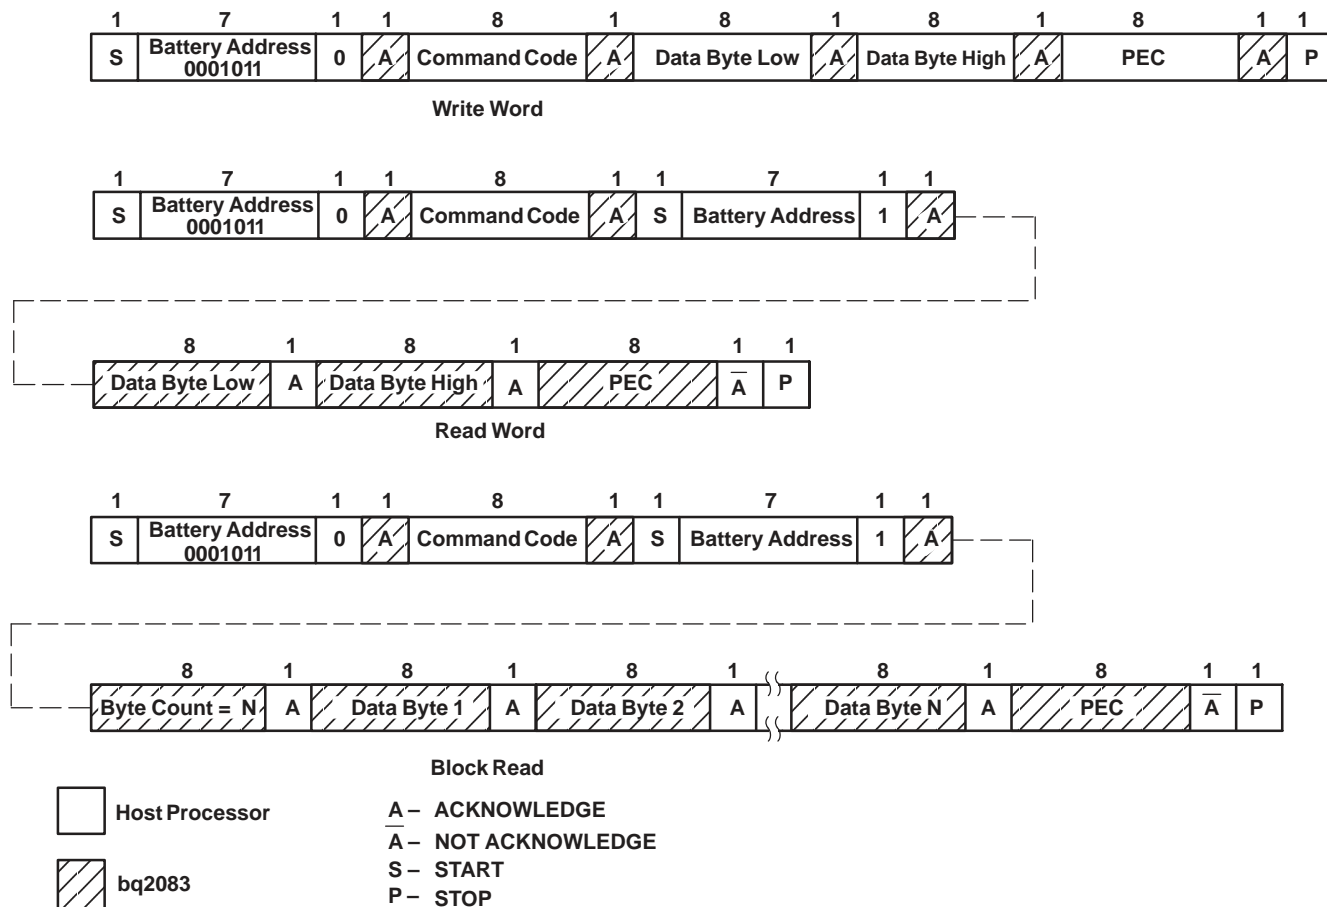 1 7 1 1 8 1 8 1 8 1 8 1 1
S Battery Address 0 A Command Code A Data Byte Low A Data Byte High A PEC A P
0001011
Write Word
1 7 1 1 8 1 1 7 1 1
S Battery Address 0 A Command Code A S Battery Address 1 A
0001011
8 1 8 1 8 1 1
Data Byte Low A Data Byte High A PEC A̅ P
Read Word
1 7 1 1 8 1 1 7 1 1
S Battery Address 0 A Command Code A S Battery Address 1 A
0001011
8 1 8 1 8 1 8 1 8 1 1
Byte Count = N A Data Byte 1 A Data Byte 2 A Data Byte N A PEC A̅ P
Block Read
Host Processor
A – ACKNOWLEDGE
A̅ – NOT ACKNOWLEDGE
bq2083
S – START
P – STOP